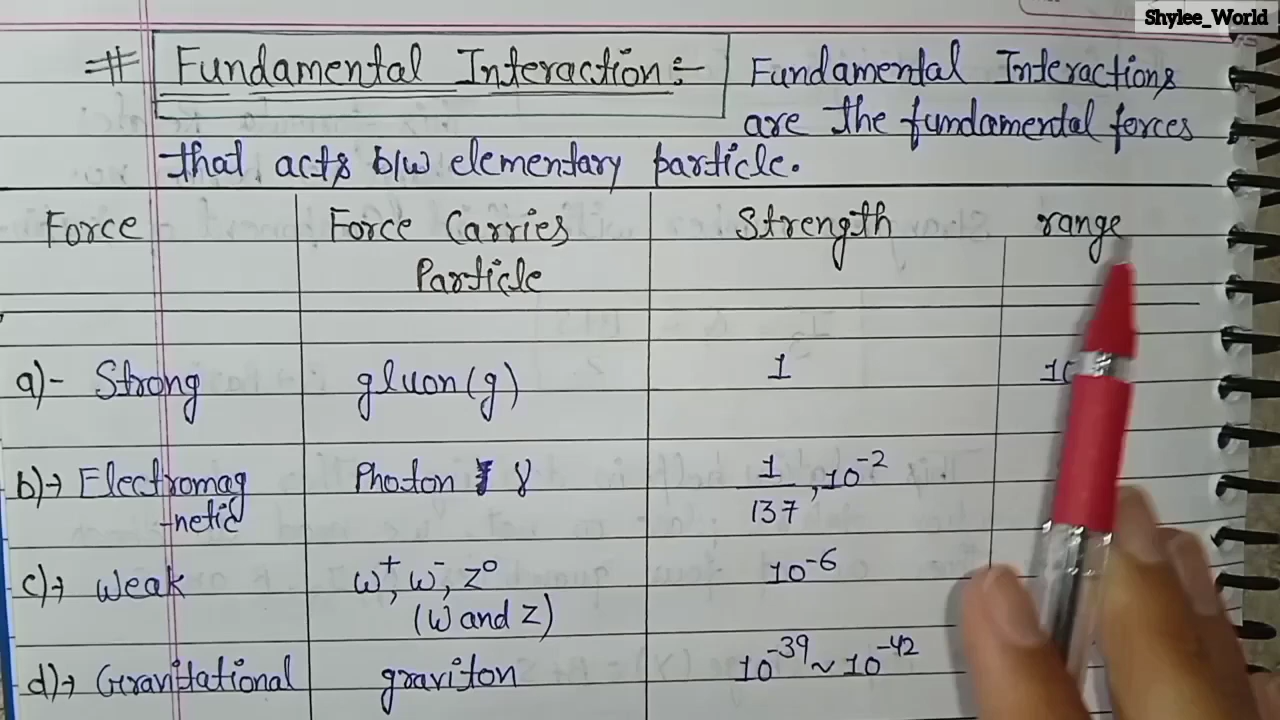 Shylee_World
# Fundamental Interaction :- Fundamental Interactions
are the fundamental forces
that acts b/w elementary particle.
Force Force Carries Strength range
Particle
a)- Strong gluon(g) 1
b)→ Electromag Photon γ 1/137, 10⁻²
-netic
c)→ Weak W⁺, W⁻, Z⁰ 10⁻⁶
(W and Z)
d)→ Gravitational graviton 10⁻³⁹ ~ 10⁻⁴²